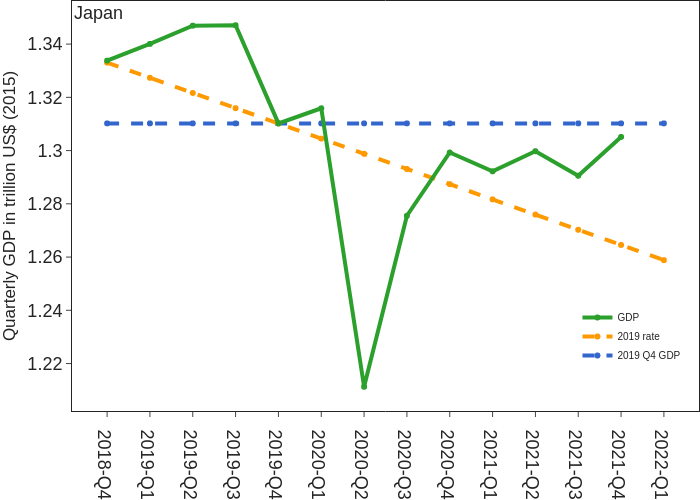 Japan
Quarterly GDP in trillion US$ (2015)
1.34
1.32
1.3
1.28
1.26
1.24
1.22
GDP
2019 rate
2019 Q4 GDP
2018-Q4
2019-Q1
2019-Q2
2019-Q3
2019-Q4
2020-Q1
2020-Q2
2020-Q3
2020-Q4
2021-Q1
2021-Q2
2021-Q3
2021-Q4
2022-Q1